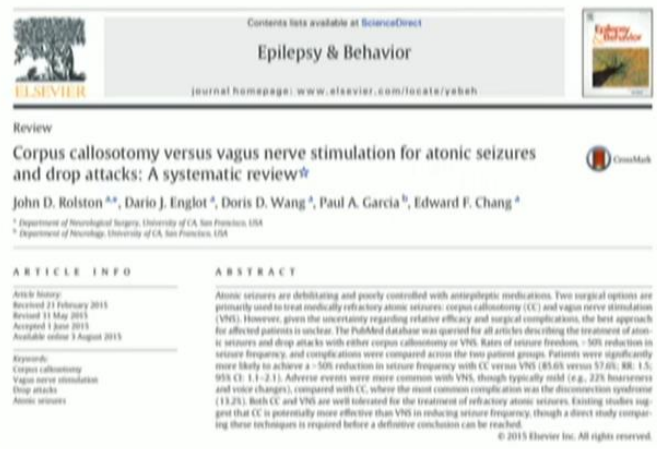 Contents lists available at ScienceDirect
Epilepsy & Behavior
ELSEVIER
journal homepage: www.elsevier.com/locate/yebeh
Epilepsy & Behavior
Review
Corpus callosotomy versus vagus nerve stimulation for atonic seizures
and drop attacks: A systematic review☆
CrossMark
John D. Rolston a,*, Dario J. Englot a, Doris D. Wang a, Paul A. Garcia b, Edward F. Chang a
a Department of Neurological Surgery, University of CA, San Francisco, USA
b Department of Neurology, University of CA, San Francisco, USA
ARTICLE INFO
Article history:
Received 21 February 2015
Revised 11 May 2015
Accepted 1 June 2015
Available online 3 August 2015
Keywords:
Corpus callosotomy
Vagus nerve stimulation
Drop attacks
Atonic seizures
ABSTRACT
Atonic seizures are debilitating and poorly controlled with antiepileptic medications. Two surgical options are
primarily used to treat medically refractory atonic seizures: corpus callosotomy (CC) and vagus nerve stimulation
(VNS). However, given the uncertainty regarding relative efficacy and surgical complications, the best approach
for affected patients is unclear. The PubMed database was queried for all articles describing the treatment of aton-
ic seizures and drop attacks with either corpus callosotomy or VNS. Rates of seizure freedom, >50% reduction in
seizure frequency, and complications were compared across the two patient groups. Patients were significantly
more likely to achieve a >50% reduction in seizure frequency with CC versus VNS (85.6% versus 57.6%; RR: 1.5;
95% CI: 1.1–2.1). Adverse events were more common with VNS, though typically mild (e.g., 22% hoarseness
and voice changes), compared with CC, where the most common complication was the disconnection syndrome
(13.2%). Both CC and VNS are well tolerated for the treatment of refractory atonic seizures. Existing studies sug-
gest that CC is potentially more effective than VNS in reducing seizure frequency, though a direct study compar-
ing these techniques is required before a definitive conclusion can be reached.
© 2015 Elsevier Inc. All rights reserved.